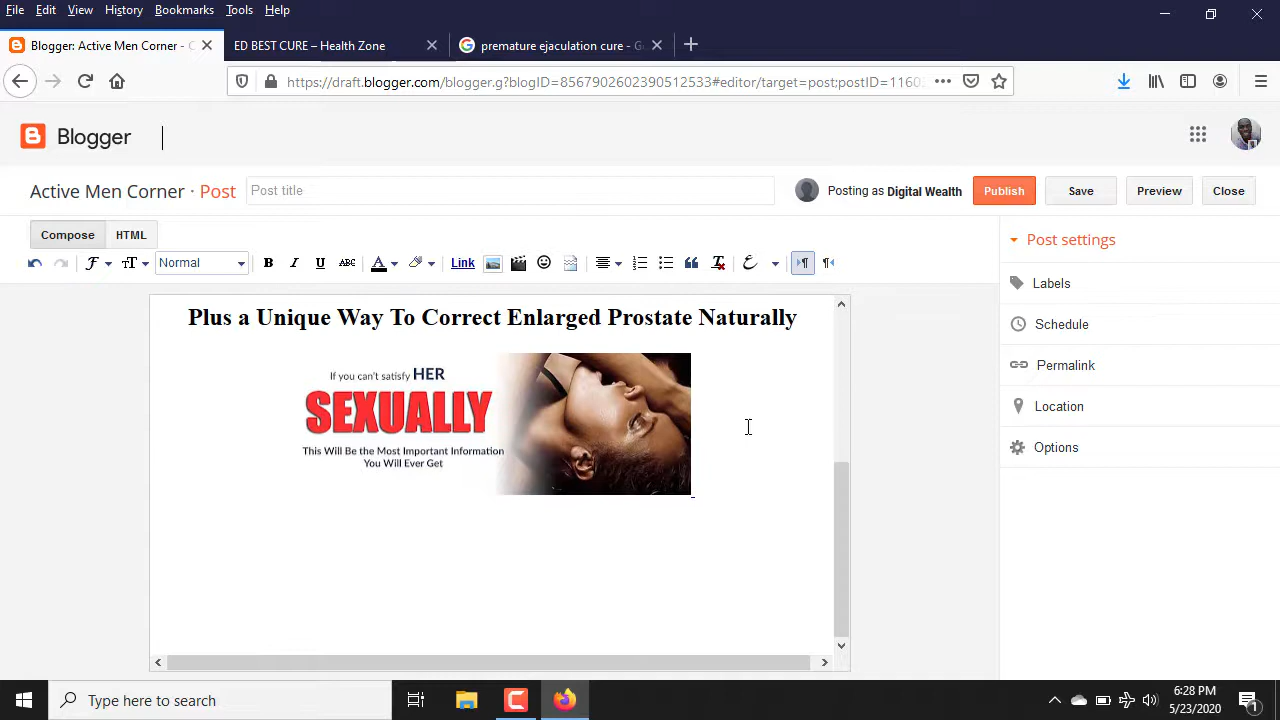 File Edit View History Bookmarks Tools Help
Blogger: Active Men Corner - C
ED BEST CURE – Health Zone
premature ejaculation cure - G
https://draft.blogger.com/blogger.g?blogID=8567902602390512533#editor/target=post;postID=1160
Blogger
Active Men Corner · Post
Post title
Posting as Digital Wealth
Publish
Save
Preview
Close
Compose
HTML
Post settings
Normal
B I U ABC A Link
Labels
Schedule
Permalink
Location
Options
Plus a Unique Way To Correct Enlarged Prostate Naturally
If you can't satisfy HER
SEXUALLY
This Will Be the Most Important Information
You Will Ever Get
Type here to search
6:28 PM
5/23/2020
1